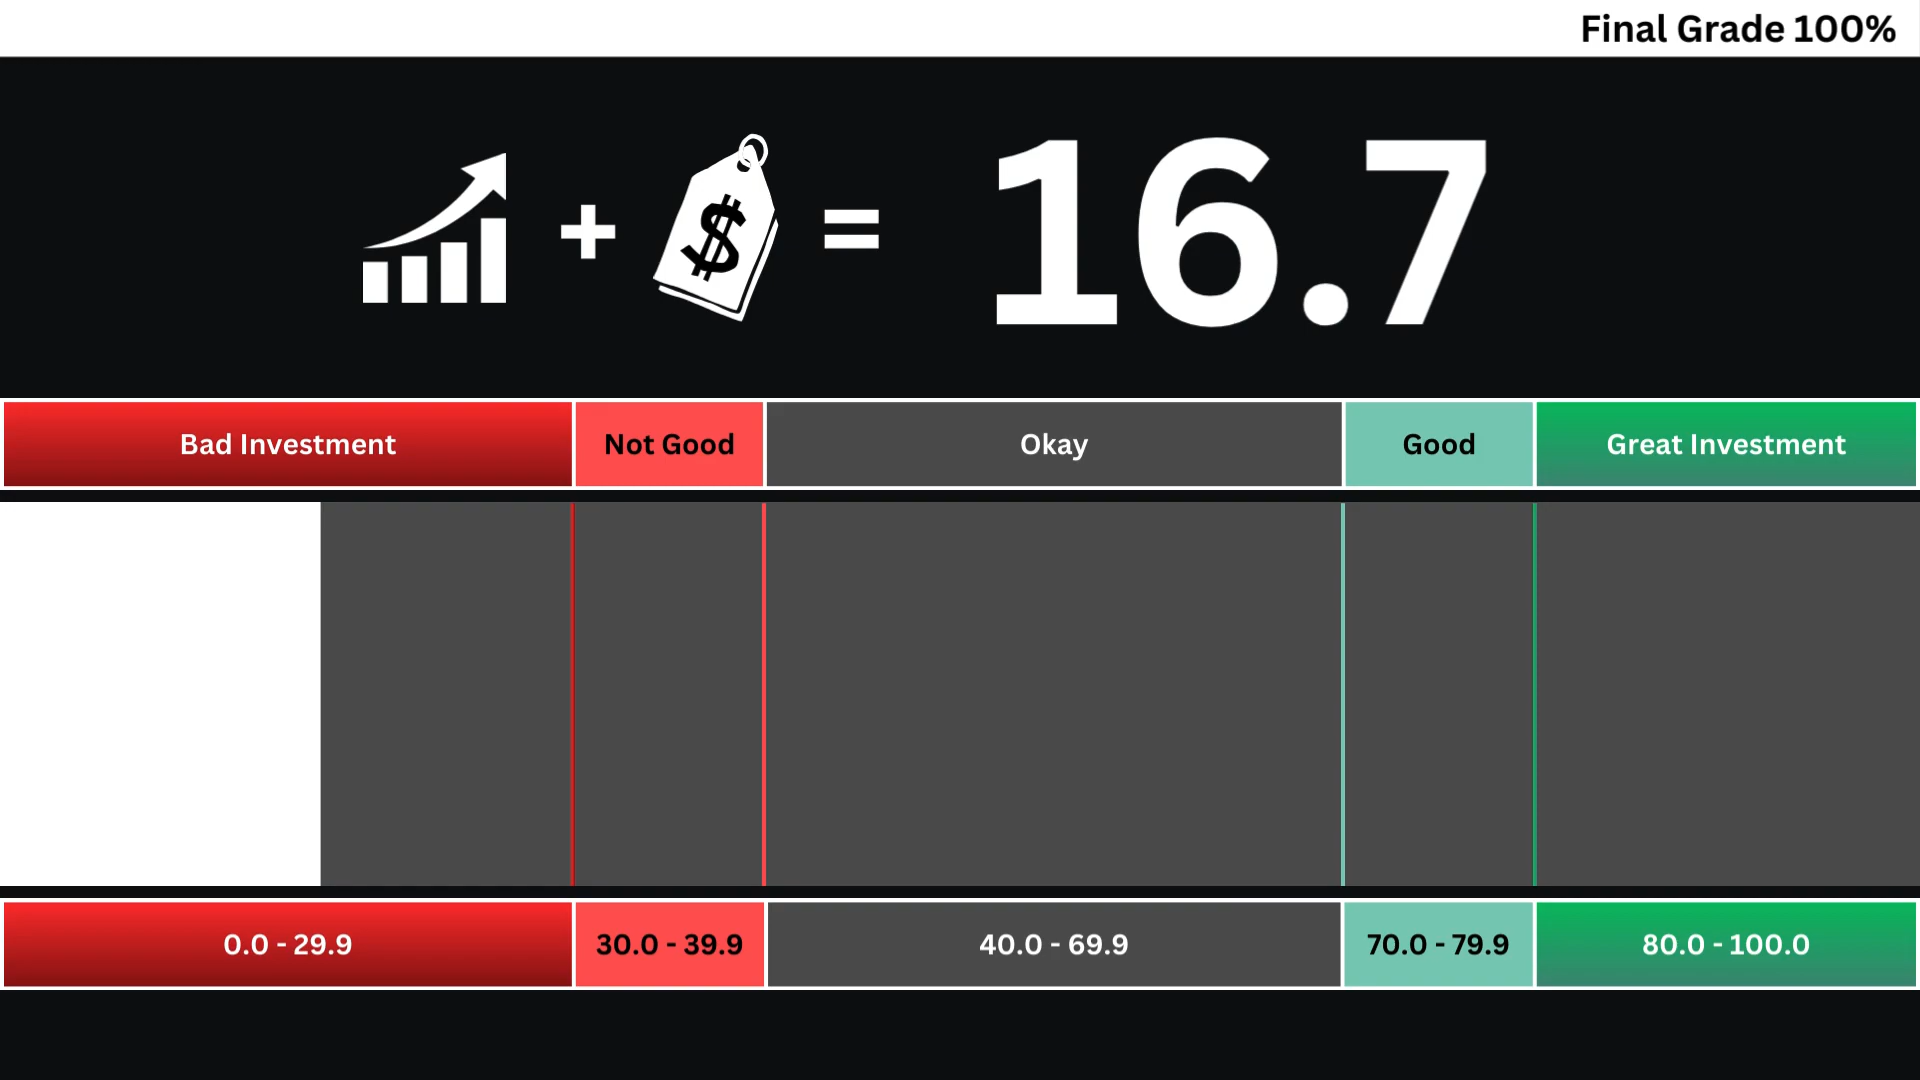 Final Grade 100%
+ $ = 16.7
Bad Investment
Not Good
Okay
Good
Great Investment
0.0 - 29.9
30.0 - 39.9
40.0 - 69.9
70.0 - 79.9
80.0 - 100.0